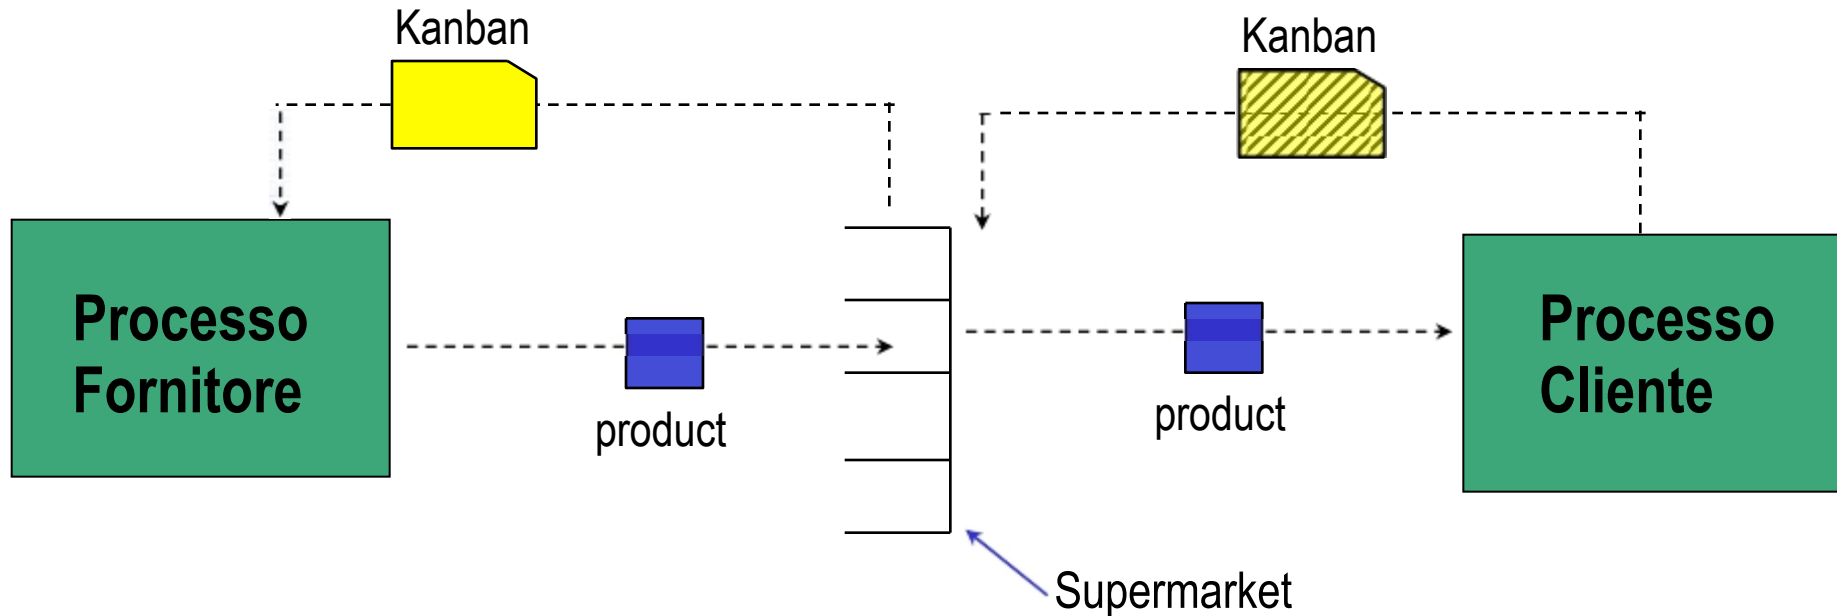 Kanban
Kanban
Processo
Fornitore
product
product
Processo
Cliente
Supermarket